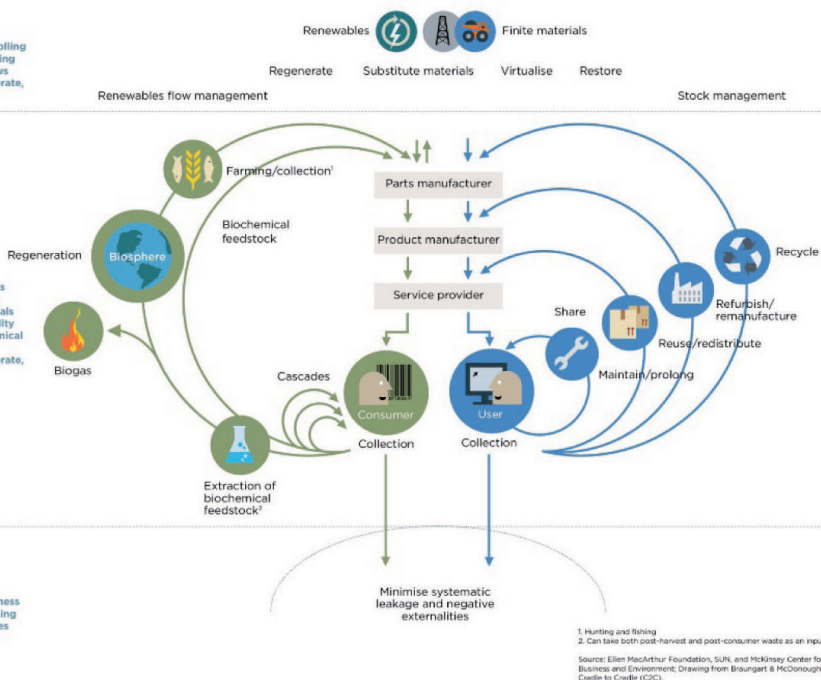 Renewables
Finite materials
Regenerate Substitute materials Virtualise Restore
Renewables flow management
Stock management
Farming/collection¹
Parts manufacturer
Biochemical
feedstock
Product manufacturer
Regeneration
Biosphere
Recycle
Service provider
Refurbish/
remanufacture
Share
Reuse/redistribute
Biogas
Maintain/prolong
Cascades
Consumer
User
Collection
Collection
Extraction of
biochemical
feedstock²
Minimise systematic
leakage and negative
externalities
1. Hunting and fishing
2. Can take both post-harvest and post-consumer waste as an
Source: Ellen MacArthur Foundation, SUN, and McKinsey Center
Business and Environment; Drawing from Braungart & McDonough
Cradle to Cradle (C2C).